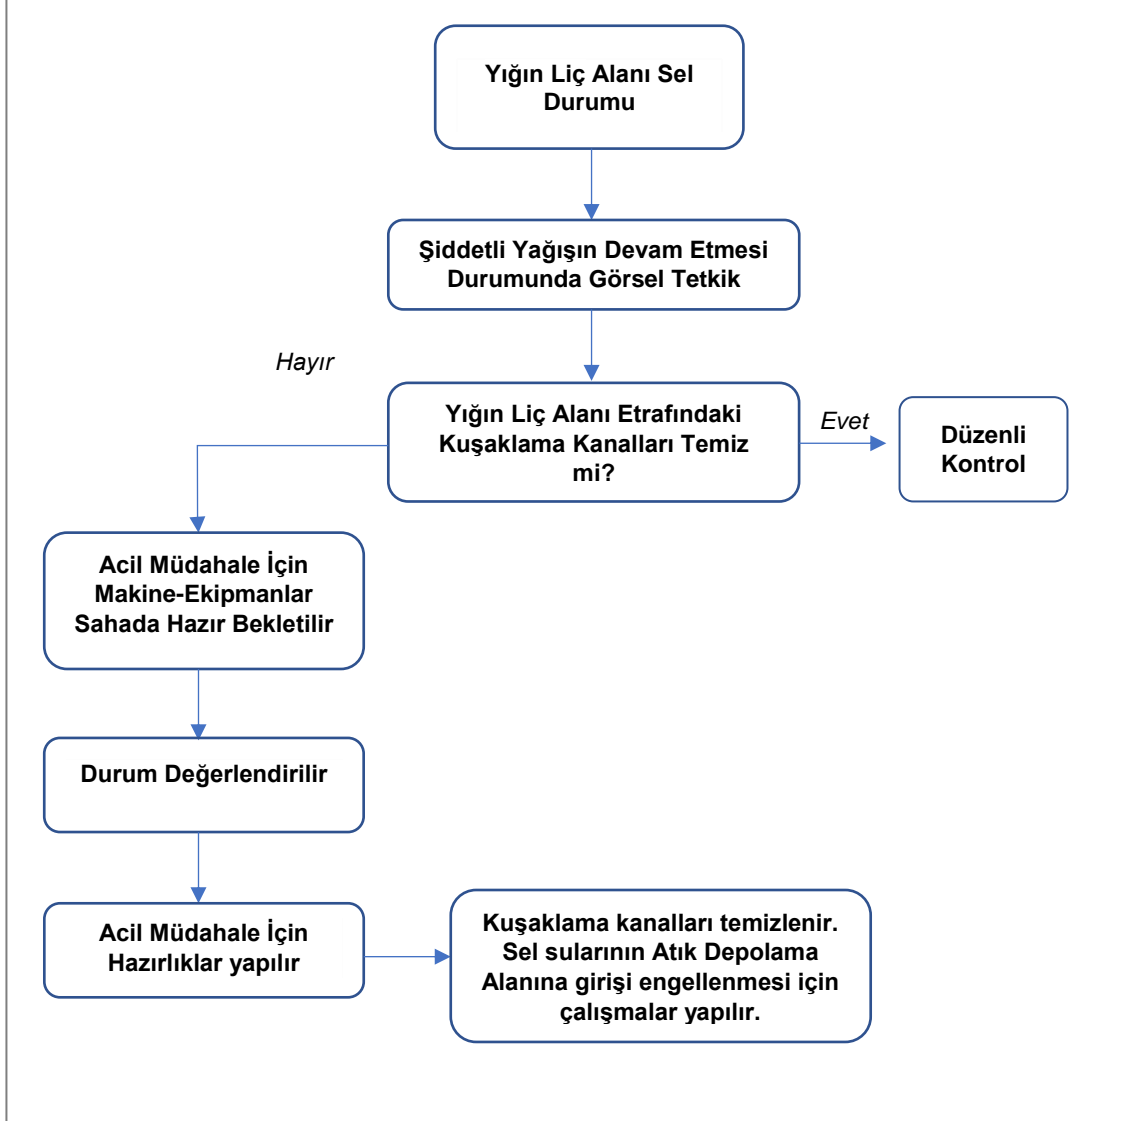 Yığın Liç Alanı Sel
Durumu
Şiddetli Yağışın Devam Etmesi
Durumunda Görsel Tetkik
Hayır
Yığın Liç Alanı Etrafındaki
Kuşaklama Kanalları Temiz
mi?
Evet
Düzenli
Kontrol
Acil Müdahale İçin
Makine-Ekipmanlar
Sahada Hazır Bekletilir
Durum Değerlendirilir
Acil Müdahale İçin
Hazırlıklar yapılır
Kuşaklama kanalları temizlenir.
Sel sularının Atık Depolama
Alanına girişi engellenmesi için
çalışmalar yapılır.